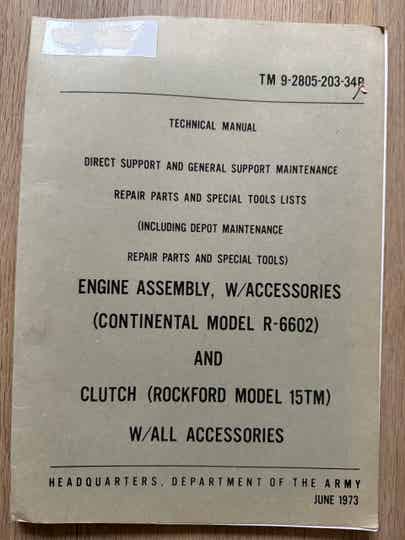 TM 9-2805-203-34P
TECHNICAL MANUAL
DIRECT SUPPORT AND GENERAL SUPPORT MAINTENANCE
REPAIR PARTS AND SPECIAL TOOLS LISTS
(INCLUDING DEPOT MAINTENANCE
REPAIR PARTS AND SPECIAL TOOLS)
ENGINE ASSEMBLY, W/ACCESSORIES
(CONTINENTAL MODEL R-6602)
AND
CLUTCH (ROCKFORD MODEL 15TM)
W/ALL ACCESSORIES
HEADQUARTERS, DEPARTMENT OF THE ARMY
JUNE 1973